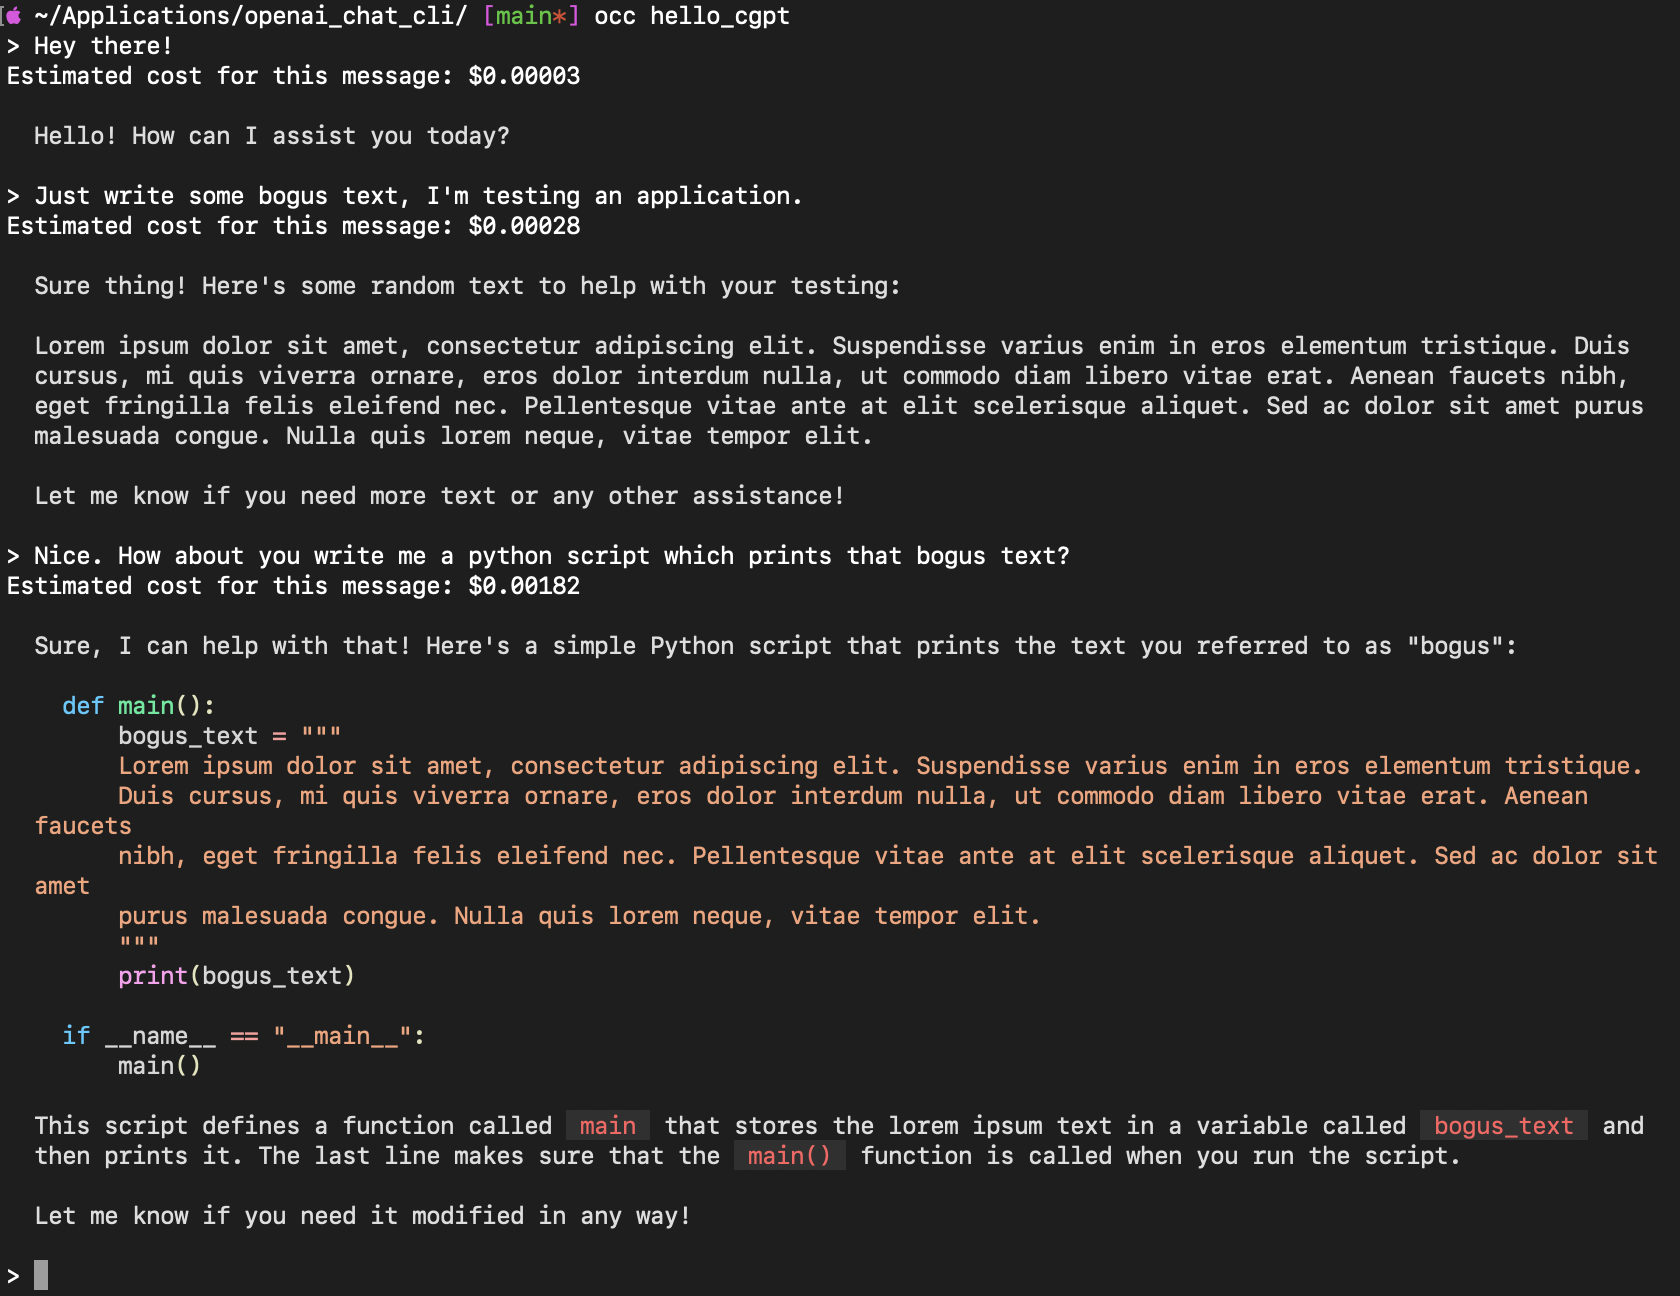 ~/Applications/openai_chat_cli/ [main*] occ hello_cgpt
> Hey there!
Estimated cost for this message: $0.00003
Hello! How can I assist you today?
> Just write some bogus text, I'm testing an application.
Estimated cost for this message: $0.00028
Sure thing! Here's some random text to help with your testing:
Lorem ipsum dolor sit amet, consectetur adipiscing elit. Suspendisse varius enim in eros elementum tristique. Duis
cursus, mi quis viverra ornare, eros dolor interdum nulla, ut commodo diam libero vitae erat. Aenean faucets nibh,
eget fringilla felis eleifend nec. Pellentesque vitae ante at elit scelerisque aliquet. Sed ac dolor sit amet purus
malesuada congue. Nulla quis lorem neque, vitae tempor elit.
Let me know if you need more text or any other assistance!
> Nice. How about you write me a python script which prints that bogus text?
Estimated cost for this message: $0.00182
Sure, I can help with that! Here's a simple Python script that prints the text you referred to as "bogus":
def main():
bogus_text = """
Lorem ipsum dolor sit amet, consectetur adipiscing elit. Suspendisse varius enim in eros elementum tristique.
Duis cursus, mi quis viverra ornare, eros dolor interdum nulla, ut commodo diam libero vitae erat. Aenean
faucets
nibh, eget fringilla felis eleifend nec. Pellentesque vitae ante at elit scelerisque aliquet. Sed ac dolor sit
amet
purus malesuada congue. Nulla quis lorem neque, vitae tempor elit.
"""
print(bogus_text)
if __name__ == "__main__":
main()
This script defines a function called main that stores the lorem ipsum text in a variable called bogus_text and
then prints it. The last line makes sure that the main() function is called when you run the script.
Let me know if you need it modified in any way!
>